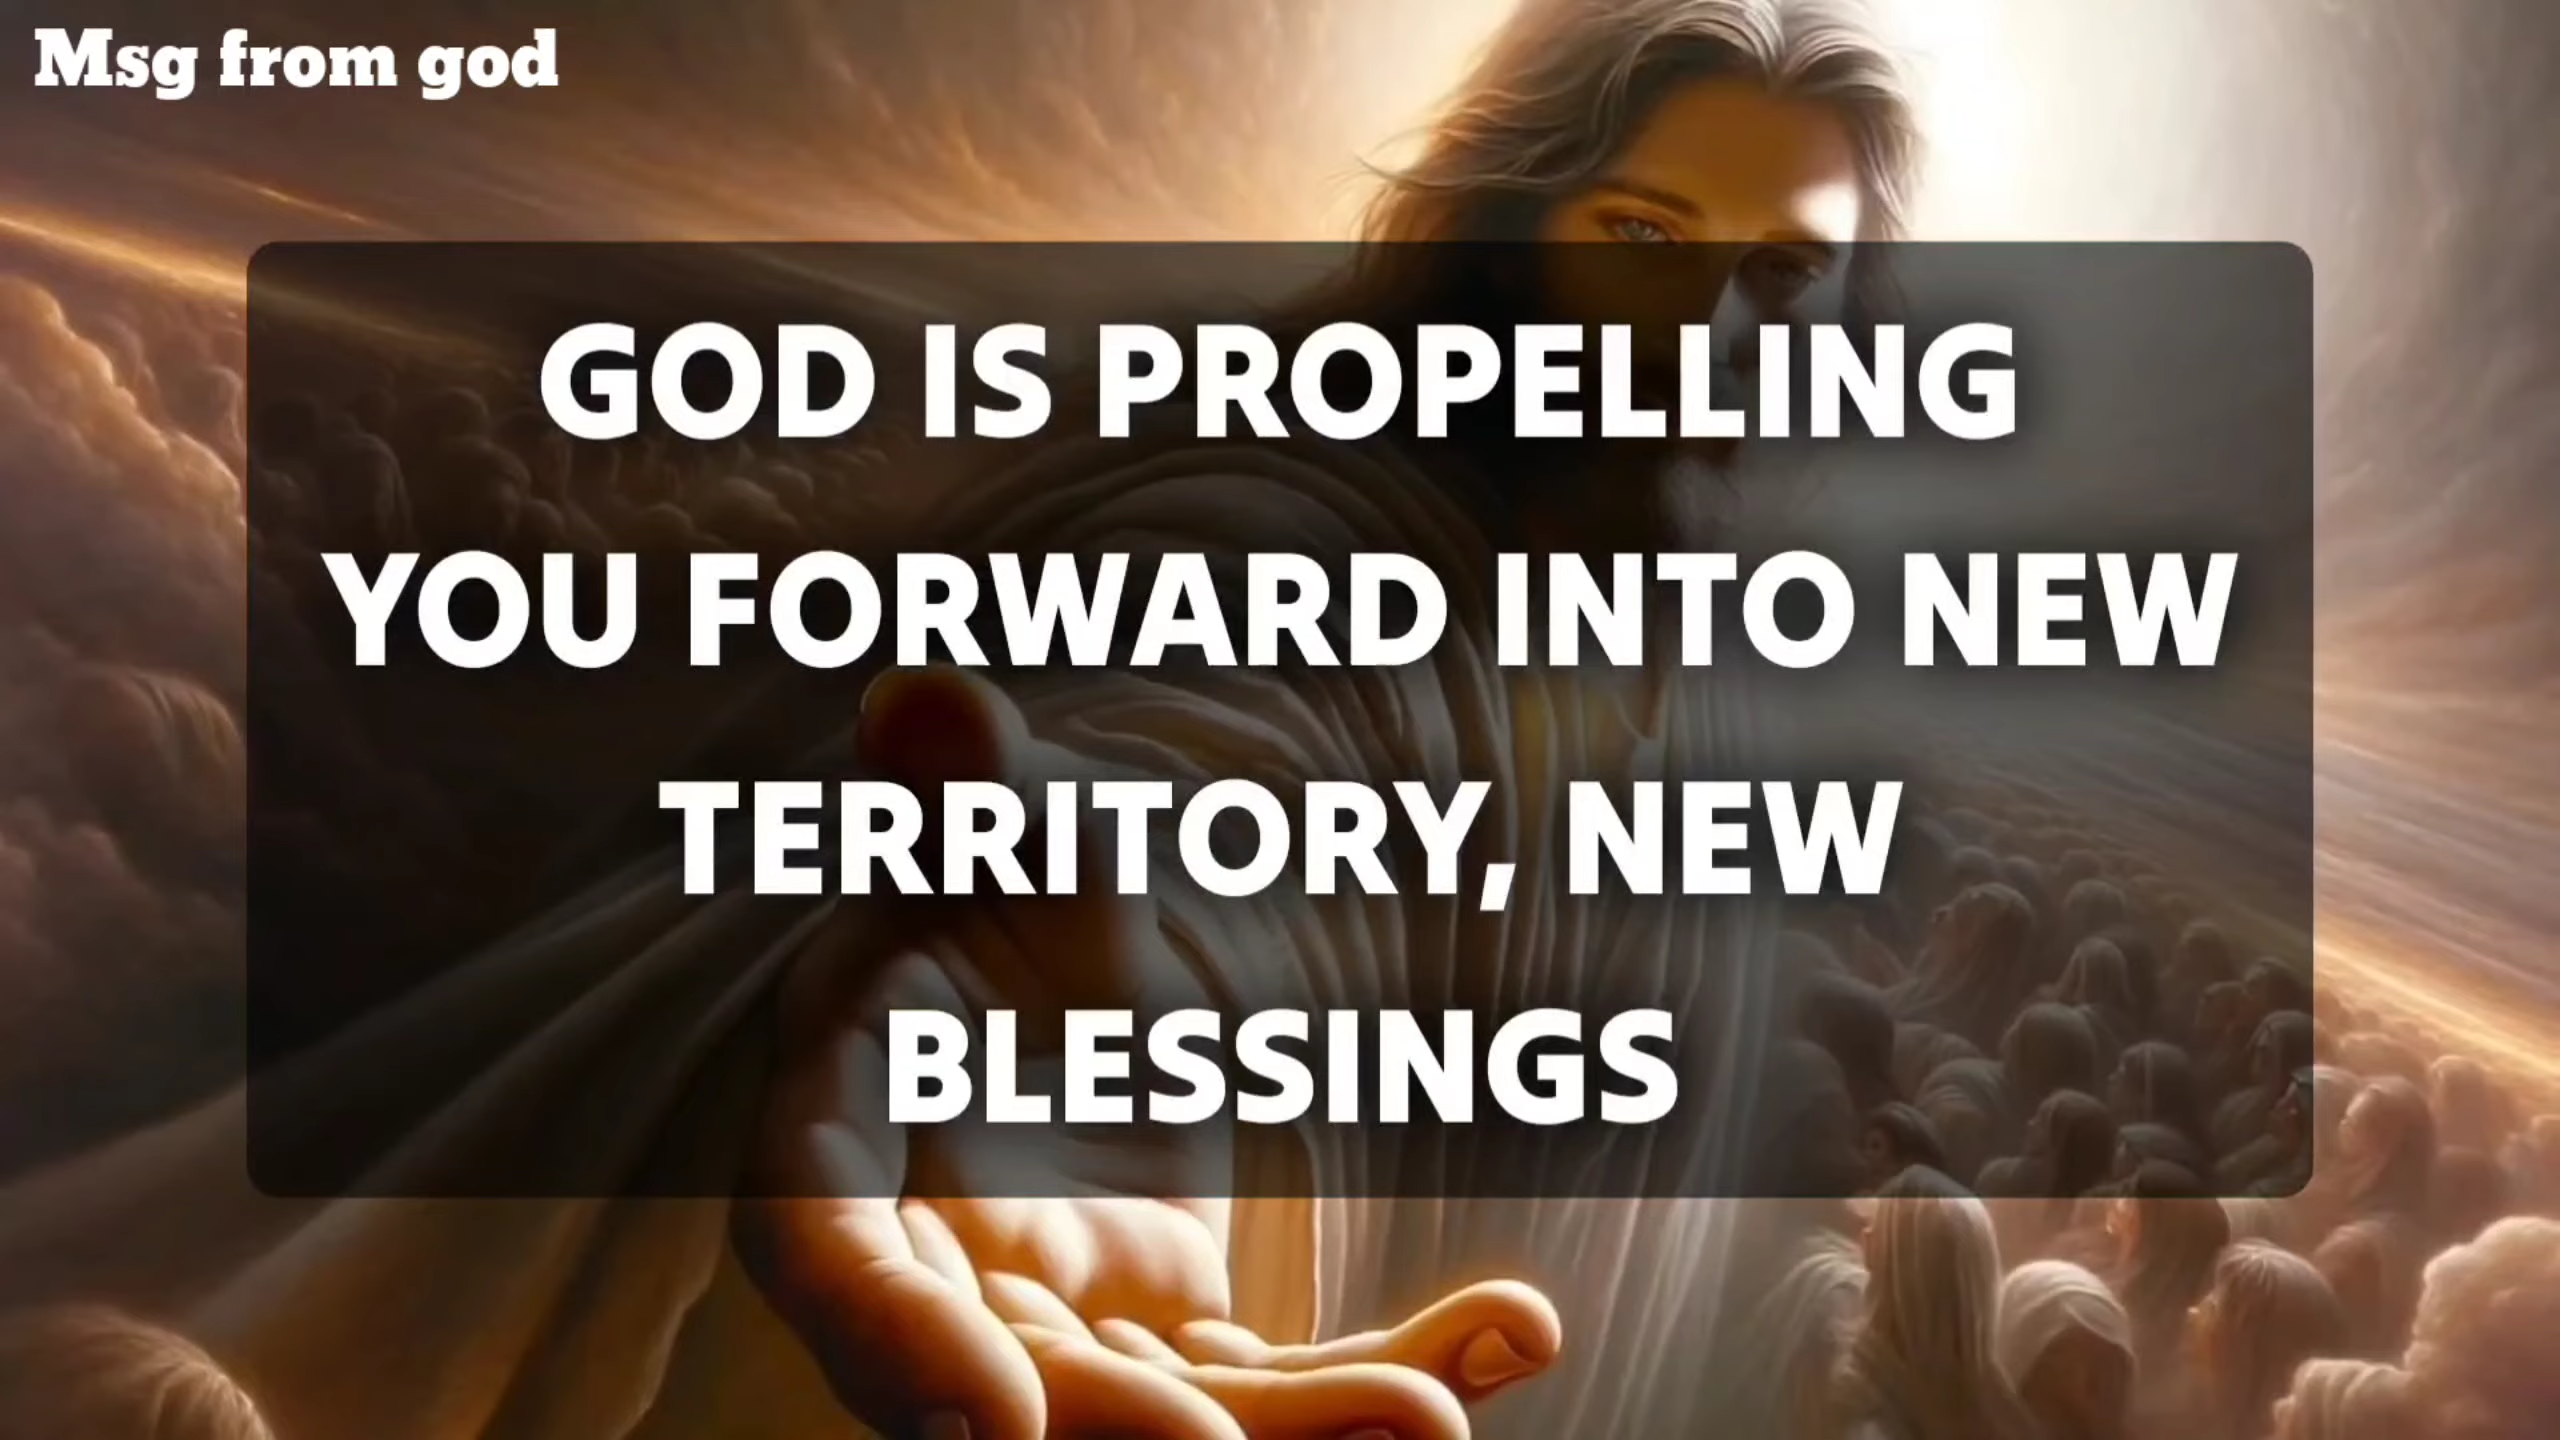 Msg from god
GOD IS PROPELLING
YOU FORWARD INTO NEW
TERRITORY, NEW
BLESSINGS